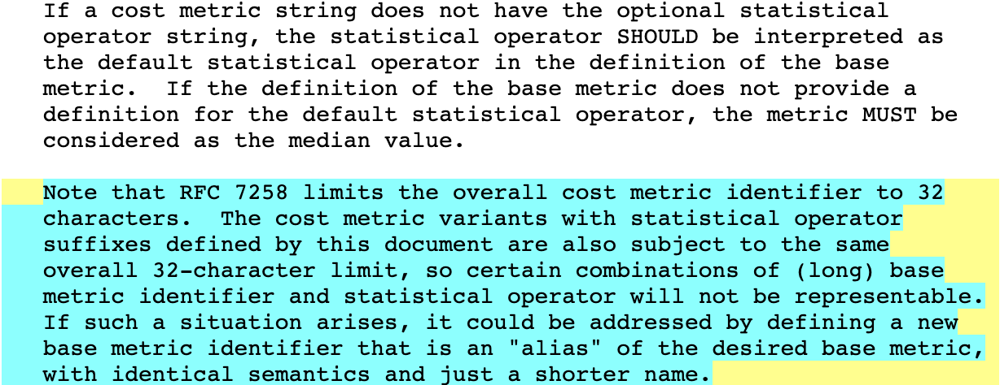 If a cost metric string does not have the optional statistical
operator string, the statistical operator SHOULD be interpreted as
the default statistical operator in the definition of the base
metric.  If the definition of the base metric does not provide a
definition for the default statistical operator, the metric MUST be
considered as the median value.
Note that RFC 7258 limits the overall cost metric identifier to 32
characters.  The cost metric variants with statistical operator
suffixes defined by this document are also subject to the same
overall 32-character limit, so certain combinations of (long) base
metric identifier and statistical operator will not be representable.
If such a situation arises, it could be addressed by defining a new
base metric identifier that is an "alias" of the desired base metric,
with identical semantics and just a shorter name.